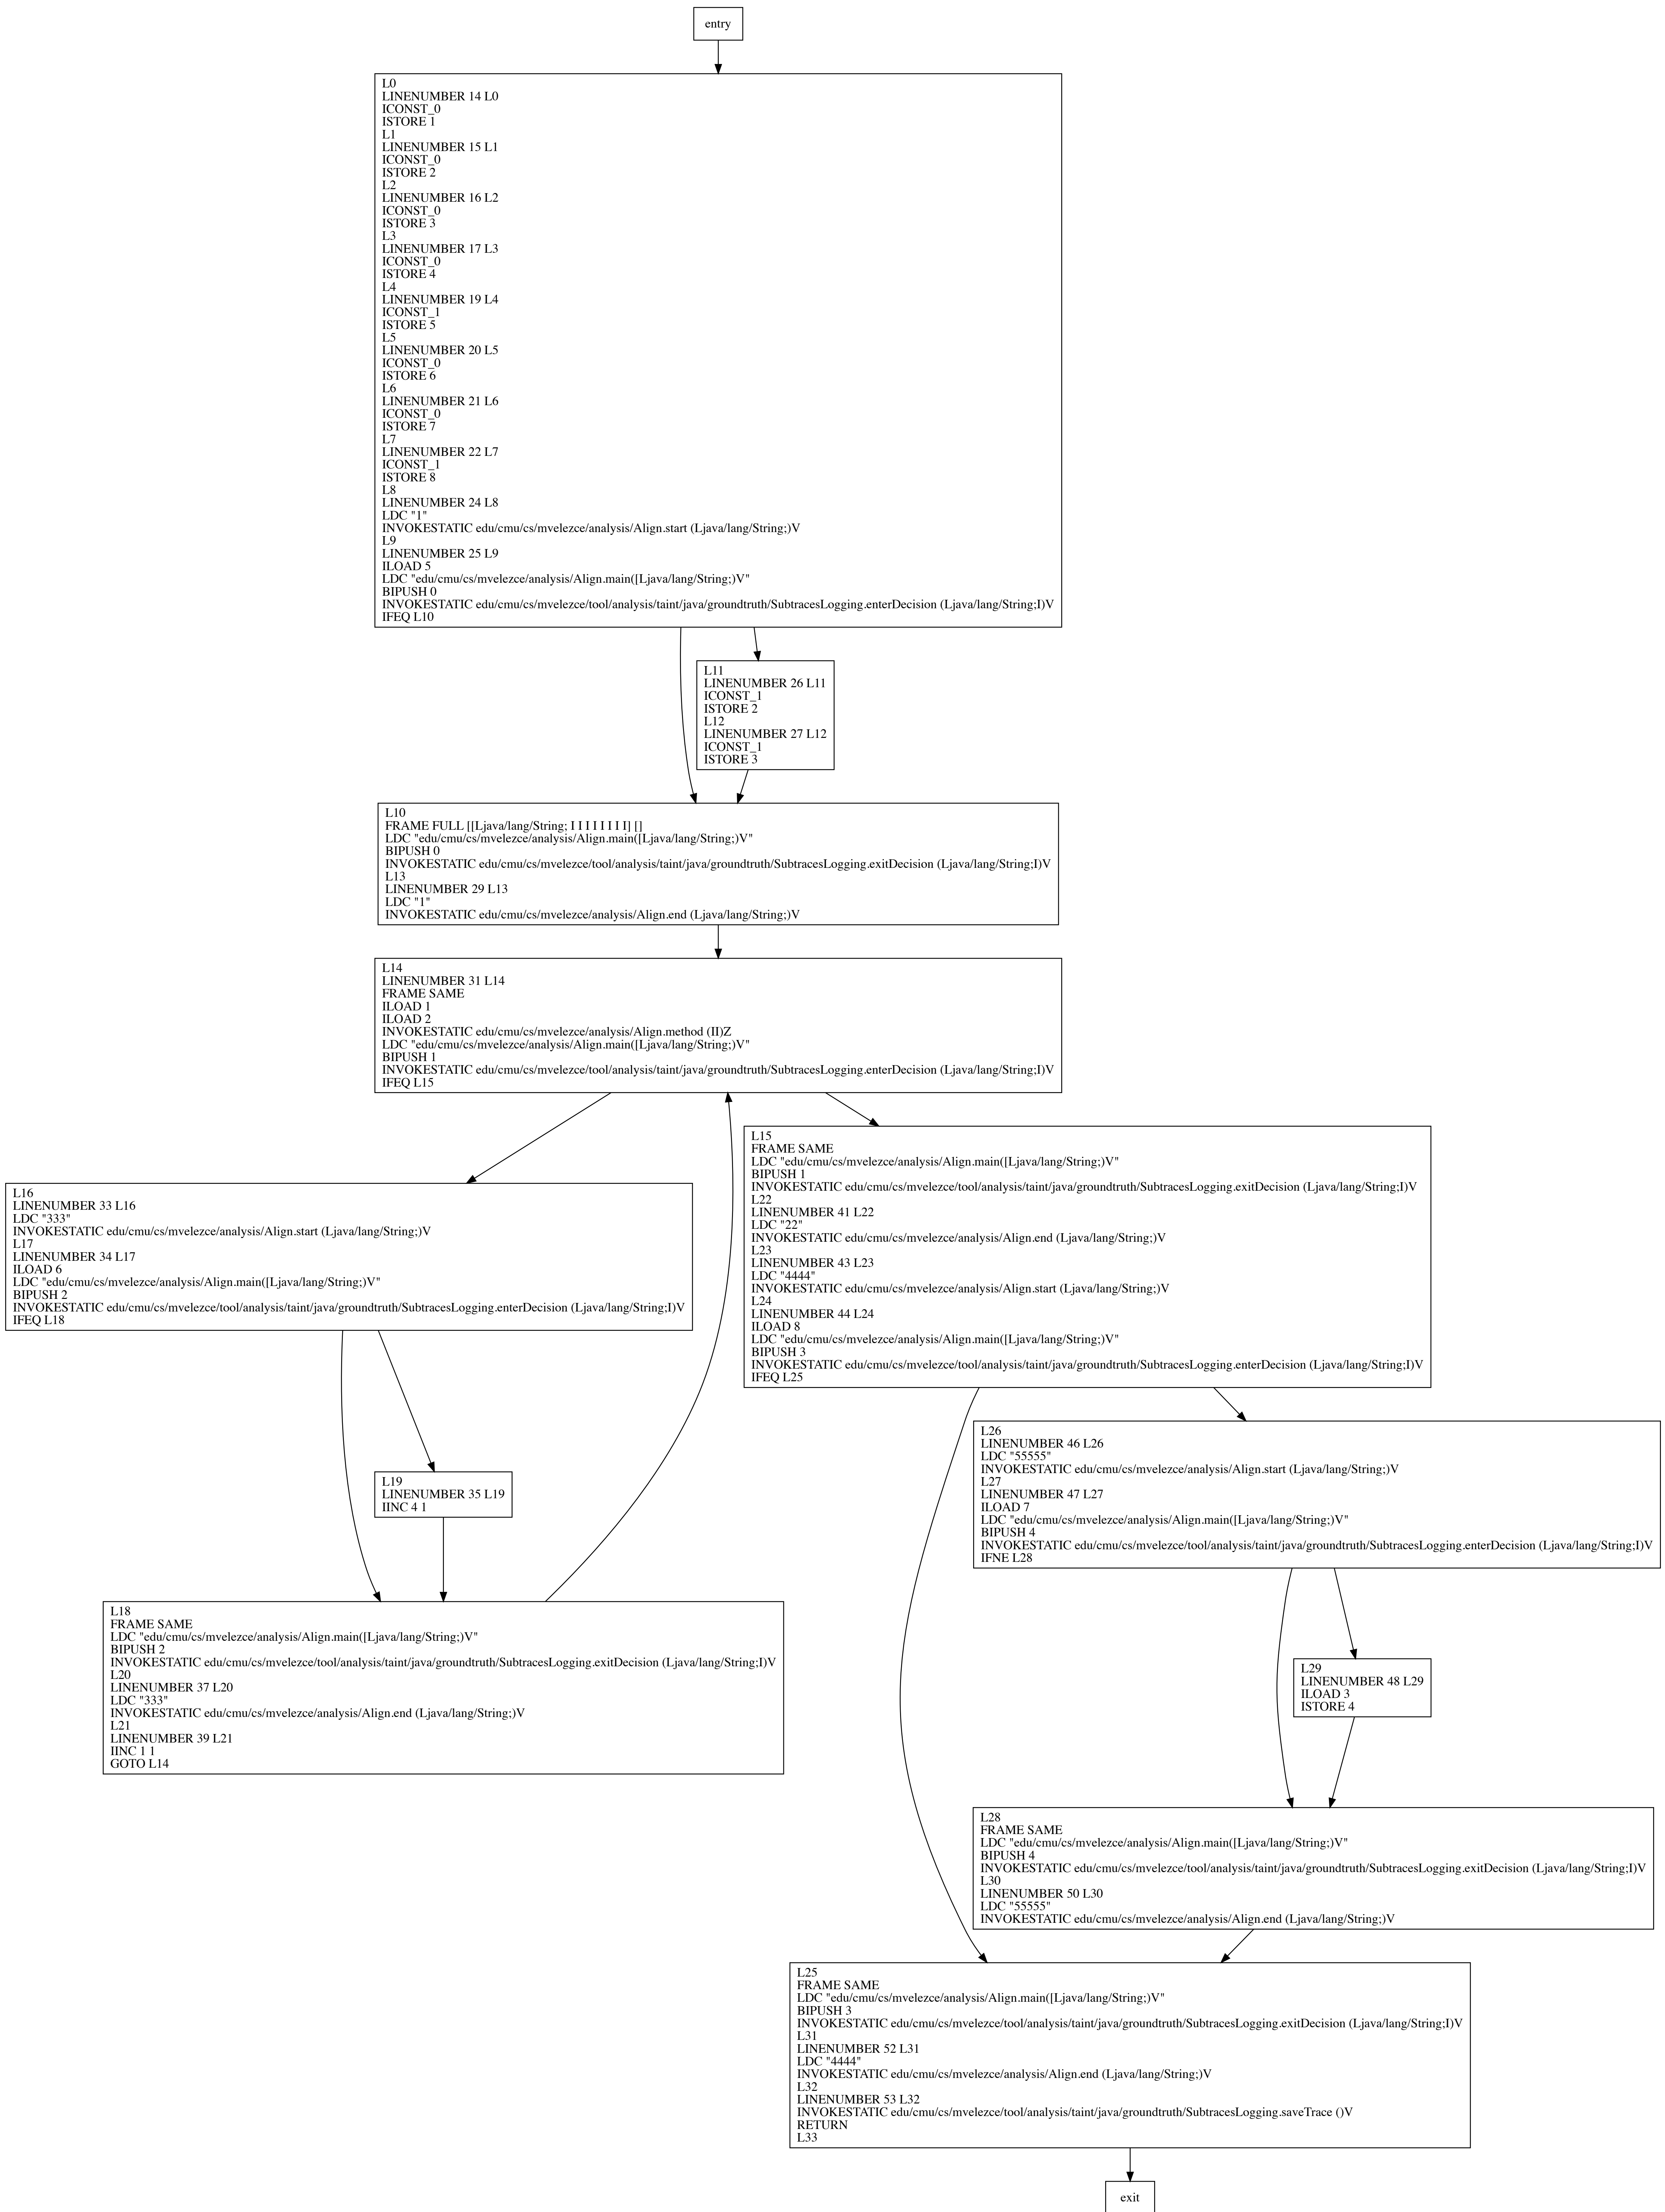 entry
L0
LINENUMBER 14 L0
ICONST_0
ISTORE 1
L1
LINENUMBER 15 L1
ICONST_0
ISTORE 2
L2
LINENUMBER 16 L2
ICONST_0
ISTORE 3
L3
LINENUMBER 17 L3
ICONST_0
ISTORE 4
L4
LINENUMBER 19 L4
ICONST_1
ISTORE 5
L5
LINENUMBER 20 L5
ICONST_0
ISTORE 6
L6
LINENUMBER 21 L6
ICONST_0
ISTORE 7
L7
LINENUMBER 22 L7
ICONST_1
ISTORE 8
L8
LINENUMBER 24 L8
LDC "1"
INVOKESTATIC edu/cmu/cs/mvelezce/analysis/Align.start (Ljava/lang/String;)V
L9
LINENUMBER 25 L9
ILOAD 5
LDC "edu/cmu/cs/mvelezce/analysis/Align.main([Ljava/lang/String;)V"
BIPUSH 0
INVOKESTATIC edu/cmu/cs/mvelezce/tool/analysis/taint/java/groundtruth/SubtracesLogging.enterDecision (Ljava/lang/String;I)V
IFEQ L10
L11
LINENUMBER 26 L11
ICONST_1
ISTORE 2
L12
LINENUMBER 27 L12
ICONST_1
ISTORE 3
L10
FRAME FULL [[Ljava/lang/String; I I I I I I I I] []
LDC "edu/cmu/cs/mvelezce/analysis/Align.main([Ljava/lang/String;)V"
BIPUSH 0
INVOKESTATIC edu/cmu/cs/mvelezce/tool/analysis/taint/java/groundtruth/SubtracesLogging.exitDecision (Ljava/lang/String;I)V
L13
LINENUMBER 29 L13
LDC "1"
INVOKESTATIC edu/cmu/cs/mvelezce/analysis/Align.end (Ljava/lang/String;)V
L14
LINENUMBER 31 L14
FRAME SAME
ILOAD 1
ILOAD 2
INVOKESTATIC edu/cmu/cs/mvelezce/analysis/Align.method (II)Z
LDC "edu/cmu/cs/mvelezce/analysis/Align.main([Ljava/lang/String;)V"
BIPUSH 1
INVOKESTATIC edu/cmu/cs/mvelezce/tool/analysis/taint/java/groundtruth/SubtracesLogging.enterDecision (Ljava/lang/String;I)V
IFEQ L15
L16
LINENUMBER 33 L16
LDC "333"
INVOKESTATIC edu/cmu/cs/mvelezce/analysis/Align.start (Ljava/lang/String;)V
L17
LINENUMBER 34 L17
ILOAD 6
LDC "edu/cmu/cs/mvelezce/analysis/Align.main([Ljava/lang/String;)V"
BIPUSH 2
INVOKESTATIC edu/cmu/cs/mvelezce/tool/analysis/taint/java/groundtruth/SubtracesLogging.enterDecision (Ljava/lang/String;I)V
IFEQ L18
L19
LINENUMBER 35 L19
IINC 4 1
L18
FRAME SAME
LDC "edu/cmu/cs/mvelezce/analysis/Align.main([Ljava/lang/String;)V"
BIPUSH 2
INVOKESTATIC edu/cmu/cs/mvelezce/tool/analysis/taint/java/groundtruth/SubtracesLogging.exitDecision (Ljava/lang/String;I)V
L20
LINENUMBER 37 L20
LDC "333"
INVOKESTATIC edu/cmu/cs/mvelezce/analysis/Align.end (Ljava/lang/String;)V
L21
LINENUMBER 39 L21
IINC 1 1
GOTO L14
L15
FRAME SAME
LDC "edu/cmu/cs/mvelezce/analysis/Align.main([Ljava/lang/String;)V"
BIPUSH 1
INVOKESTATIC edu/cmu/cs/mvelezce/tool/analysis/taint/java/groundtruth/SubtracesLogging.exitDecision (Ljava/lang/String;I)V
L22
LINENUMBER 41 L22
LDC "22"
INVOKESTATIC edu/cmu/cs/mvelezce/analysis/Align.end (Ljava/lang/String;)V
L23
LINENUMBER 43 L23
LDC "4444"
INVOKESTATIC edu/cmu/cs/mvelezce/analysis/Align.start (Ljava/lang/String;)V
L24
LINENUMBER 44 L24
ILOAD 8
LDC "edu/cmu/cs/mvelezce/analysis/Align.main([Ljava/lang/String;)V"
BIPUSH 3
INVOKESTATIC edu/cmu/cs/mvelezce/tool/analysis/taint/java/groundtruth/SubtracesLogging.enterDecision (Ljava/lang/String;I)V
IFEQ L25
L26
LINENUMBER 46 L26
LDC "55555"
INVOKESTATIC edu/cmu/cs/mvelezce/analysis/Align.start (Ljava/lang/String;)V
L27
LINENUMBER 47 L27
ILOAD 7
LDC "edu/cmu/cs/mvelezce/analysis/Align.main([Ljava/lang/String;)V"
BIPUSH 4
INVOKESTATIC edu/cmu/cs/mvelezce/tool/analysis/taint/java/groundtruth/SubtracesLogging.enterDecision (Ljava/lang/String;I)V
IFNE L28
L29
LINENUMBER 48 L29
ILOAD 3
ISTORE 4
L28
FRAME SAME
LDC "edu/cmu/cs/mvelezce/analysis/Align.main([Ljava/lang/String;)V"
BIPUSH 4
INVOKESTATIC edu/cmu/cs/mvelezce/tool/analysis/taint/java/groundtruth/SubtracesLogging.exitDecision (Ljava/lang/String;I)V
L30
LINENUMBER 50 L30
LDC "55555"
INVOKESTATIC edu/cmu/cs/mvelezce/analysis/Align.end (Ljava/lang/String;)V
L25
FRAME SAME
LDC "edu/cmu/cs/mvelezce/analysis/Align.main([Ljava/lang/String;)V"
BIPUSH 3
INVOKESTATIC edu/cmu/cs/mvelezce/tool/analysis/taint/java/groundtruth/SubtracesLogging.exitDecision (Ljava/lang/String;I)V
L31
LINENUMBER 52 L31
LDC "4444"
INVOKESTATIC edu/cmu/cs/mvelezce/analysis/Align.end (Ljava/lang/String;)V
L32
LINENUMBER 53 L32
INVOKESTATIC edu/cmu/cs/mvelezce/tool/analysis/taint/java/groundtruth/SubtracesLogging.saveTrace ()V
RETURN
L33
exit